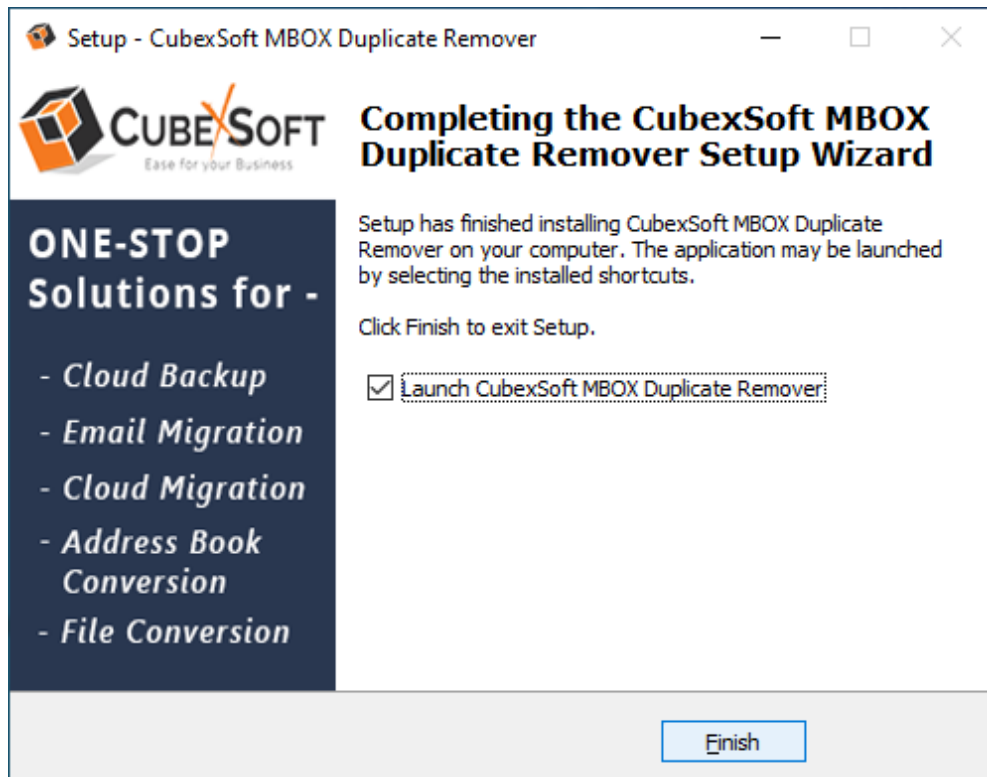 Setup - CubexSoft MBOX Duplicate Remover
CUBEXSOFT
Ease for your Business
Completing the CubexSoft MBOX
Duplicate Remover Setup Wizard
Setup has finished installing CubexSoft MBOX Duplicate
Remover on your computer. The application may be launched
by selecting the installed shortcuts.
Click Finish to exit Setup.
Launch CubexSoft MBOX Duplicate Remover
ONE-STOP
Solutions for -
- Cloud Backup
- Email Migration
- Cloud Migration
- Address Book
Conversion
- File Conversion
Finish